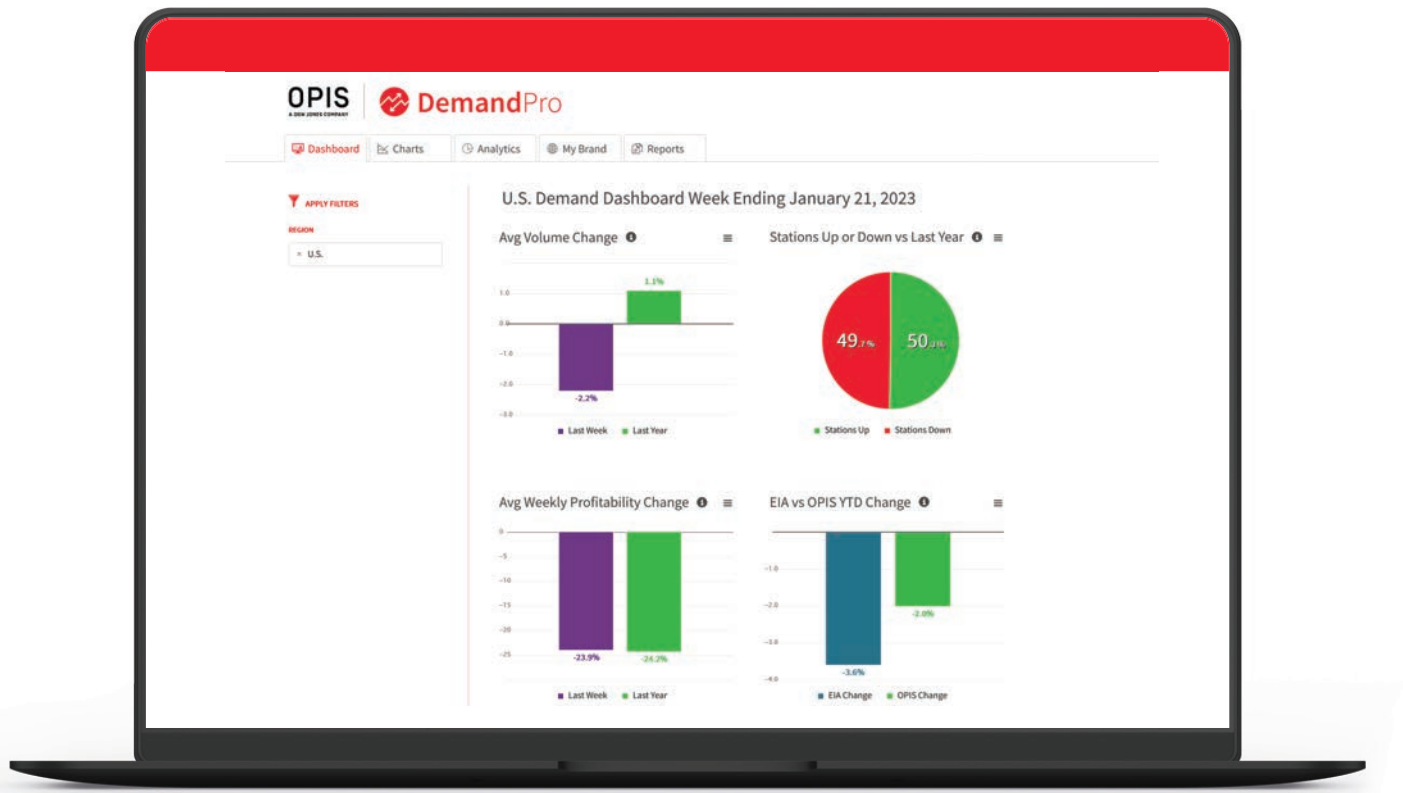 OPIS
A DOW JONES COMPANY
DemandPro
Dashboard Charts Analytics My Brand Reports
APPLY FILTERS
REGION
× U.S.
U.S. Demand Dashboard Week Ending January 21, 2023
Avg Volume Change
1.0
0.0
-1.0
-2.0
-3.0
1.1%
-2.2%
Last Week Last Year
Stations Up or Down vs Last Year
49.7%
50.3%
Stations Up Stations Down
Avg Weekly Profitability Change
0
-5
-10
-15
-20
-25
-23.9%
-24.2%
Last Week Last Year
EIA vs OPIS YTD Change
-1.0
-2.0
-3.0
-4.0
-3.6%
-2.0%
EIA Change OPIS Change